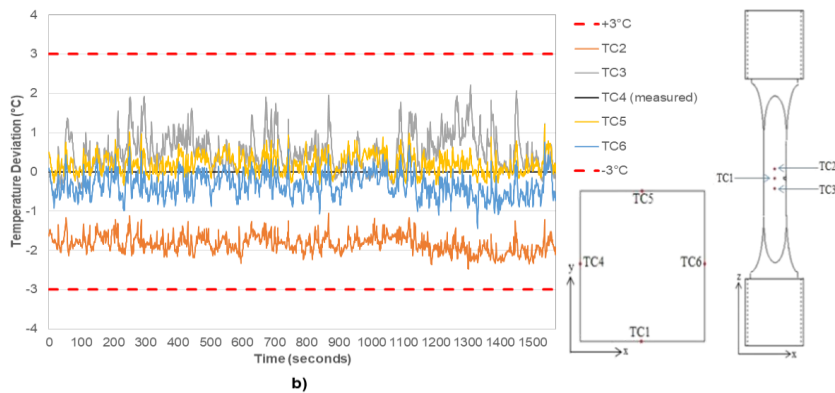 4
3
2
1
0
-1
-2
-3
-4
Temperature Deviation (°C)
0 100 200 300 400 500 600 700 800 900 1000 1100 1200 1300 1400 1500
Time (seconds)
b)
+3°C
TC2
TC3
TC4 (measured)
TC5
TC6
-3°C
TC5
TC4
TC6
TC1
y
x
TC2
TC1
TC3
z
x